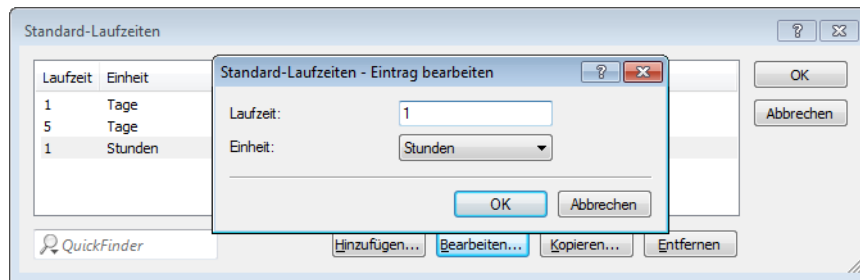 Standard-Laufzeiten
Laufzeit Einheit
1 Tage
5 Tage
1 Stunden
Standard-Laufzeiten - Eintrag bearbeiten
Laufzeit: 1
Einheit: Stunden
OK Abbrechen
OK
Abbrechen
QuickFinder Hinzufügen... Bearbeiten... Kopieren... Entfernen